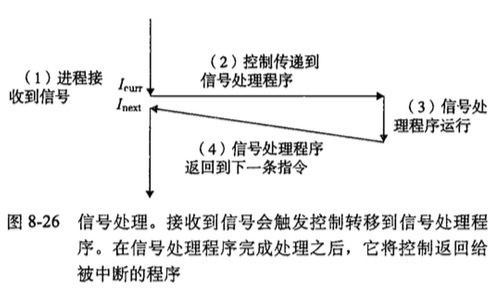 （1）进程接
收到信号
Icurr
Inext
（2）控制传递到
信号处理程序
（3）信号处
理程序运行
（4）信号处理程序
返回到下一条指令
图 8-26 信号处理。接收到信号会触发控制转移到信号处理程
序。在信号处理程序完成处理之后，它将控制返回给
被中断的程序